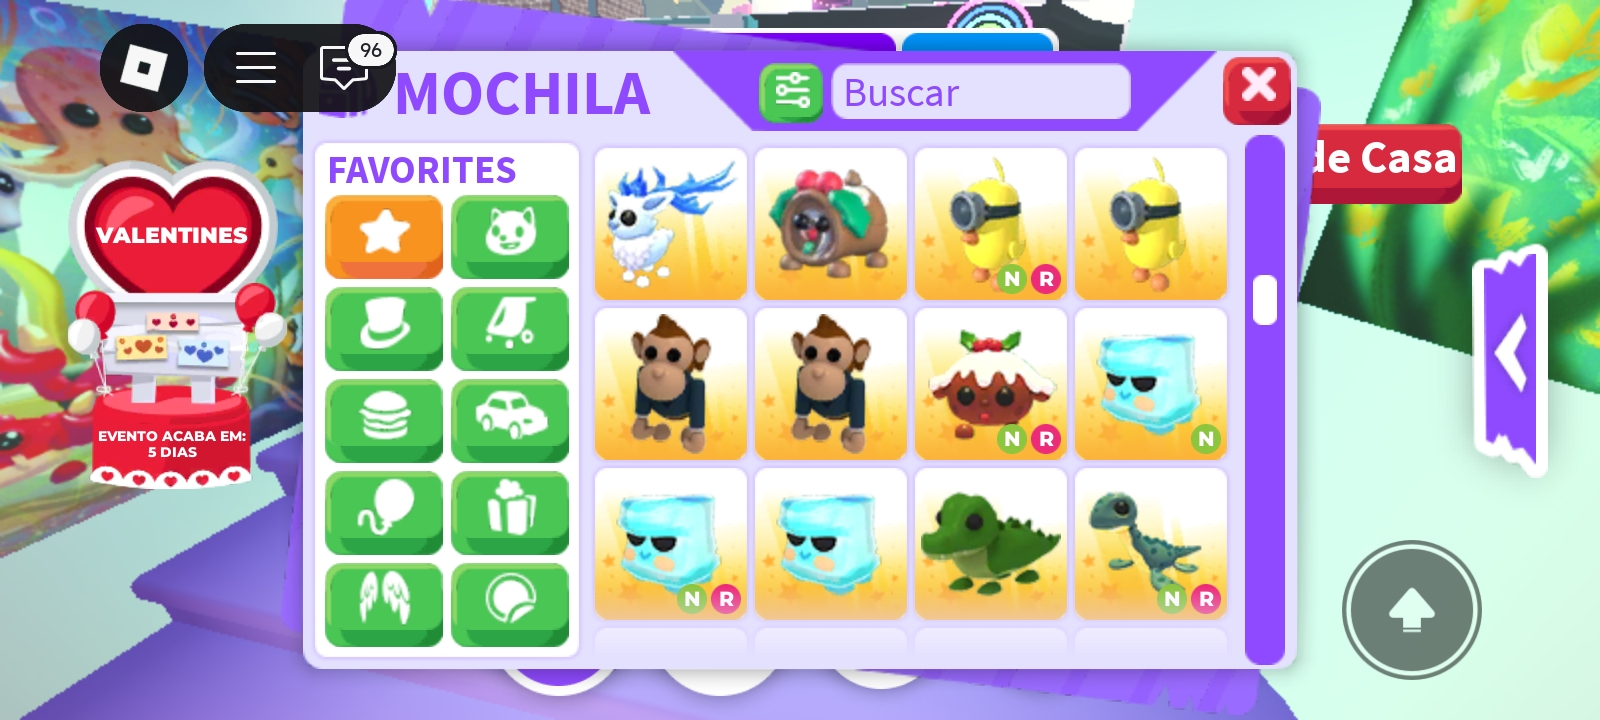 96
MOCHILA
Buscar
de Casa
FAVORITES
VALENTINES
EVENTO ACABA EM:
5 DIAS
N R
N R
N
N R
N R